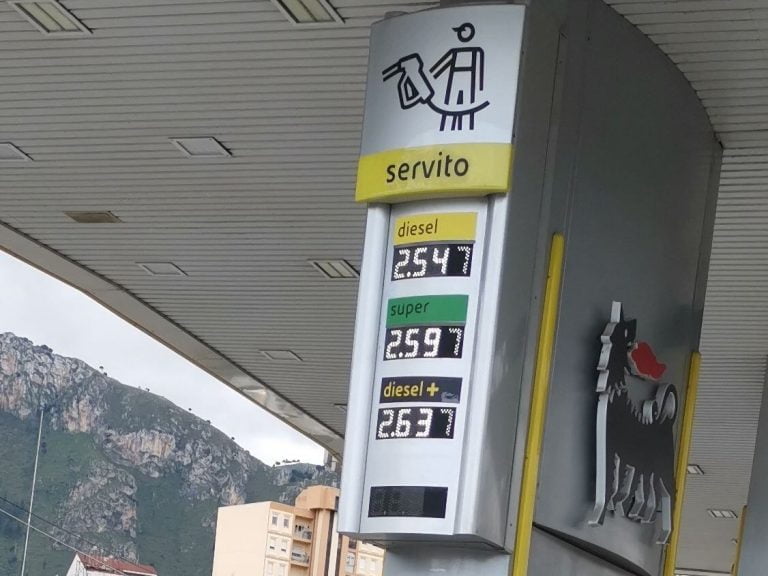 servito
diesel
2.547
super
2.597
diesel+
2.637